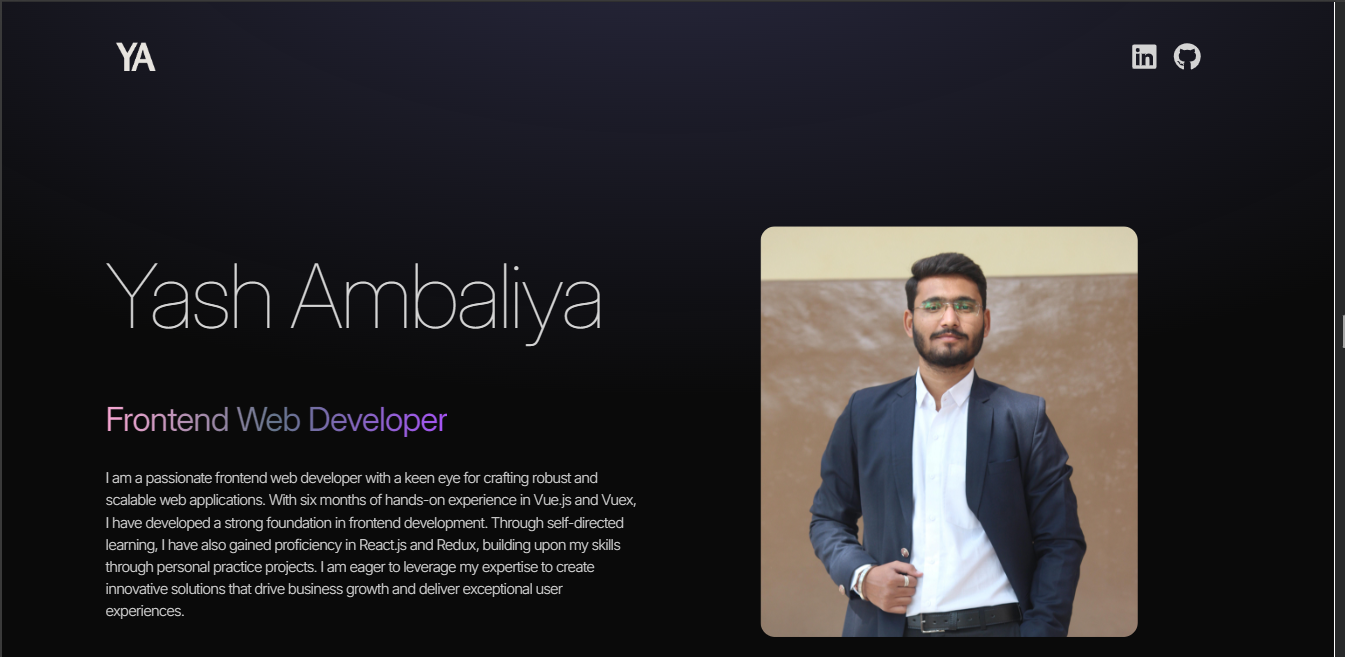 YA
in
Yash Ambaliya
Frontend Web Developer
I am a passionate frontend web developer with a keen eye for crafting robust and
scalable web applications. With six months of hands-on experience in Vue.js and Vuex,
I have developed a strong foundation in frontend development. Through self-directed
learning, I have also gained proficiency in React.js and Redux, building upon my skills
through personal practice projects. I am eager to leverage my expertise to create
innovative solutions that drive business growth and deliver exceptional user
experiences.